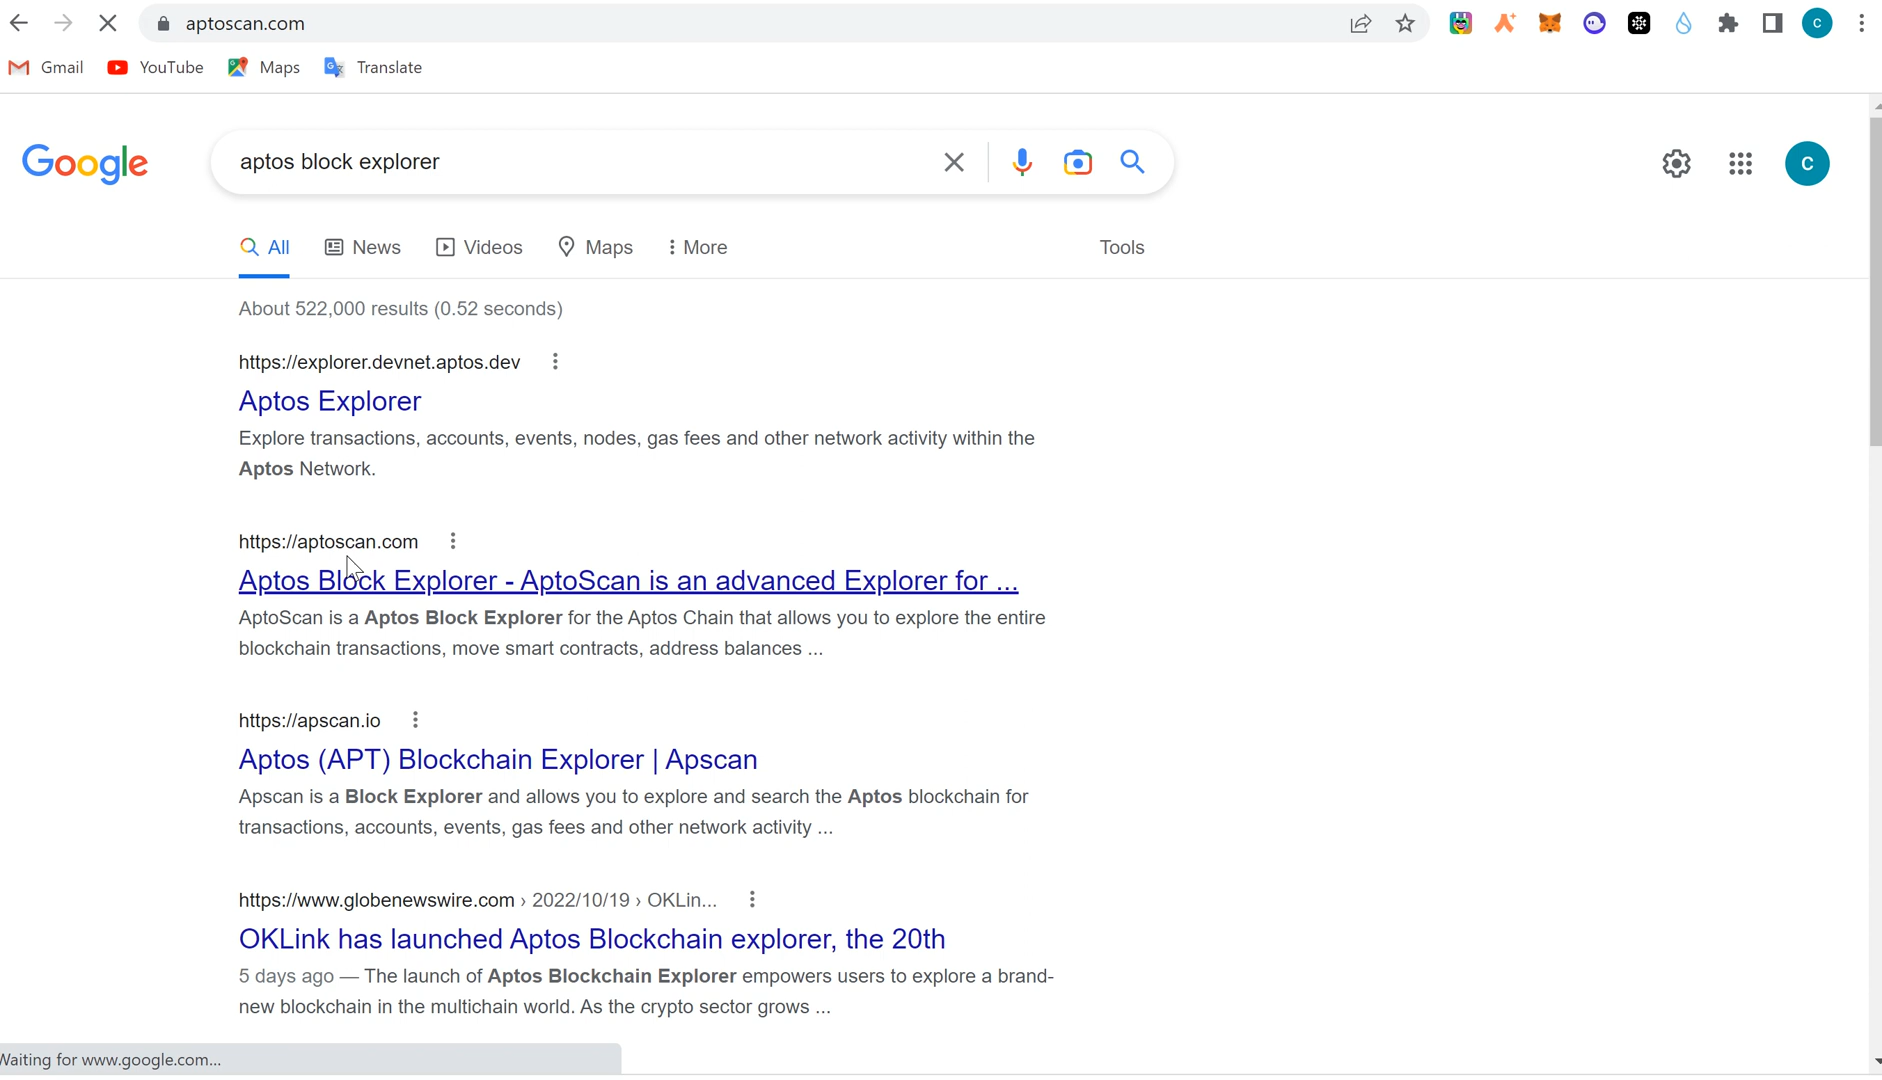 aptoscan.com
Gmail YouTube Maps Translate
Google aptos block explorer C
C
All News Videos Maps More Tools
About 522,000 results (0.52 seconds)
https://explorer.devnet.aptos.dev
Aptos Explorer
Explore transactions, accounts, events, nodes, gas fees and other network activity within the
Aptos Network.
https://aptoscan.com
Aptos Block Explorer - AptoScan is an advanced Explorer for ...
AptoScan is a Aptos Block Explorer for the Aptos Chain that allows you to explore the entire
blockchain transactions, move smart contracts, address balances ...
https://apscan.io
Aptos (APT) Blockchain Explorer | Apscan
Apscan is a Block Explorer and allows you to explore and search the Aptos blockchain for
transactions, accounts, events, gas fees and other network activity ...
https://www.globenewswire.com › 2022/10/19 › OKLin...
OKLink has launched Aptos Blockchain explorer, the 20th
5 days ago — The launch of Aptos Blockchain Explorer empowers users to explore a brand-
new blockchain in the multichain world. As the crypto sector grows ...
Waiting for www.google.com...